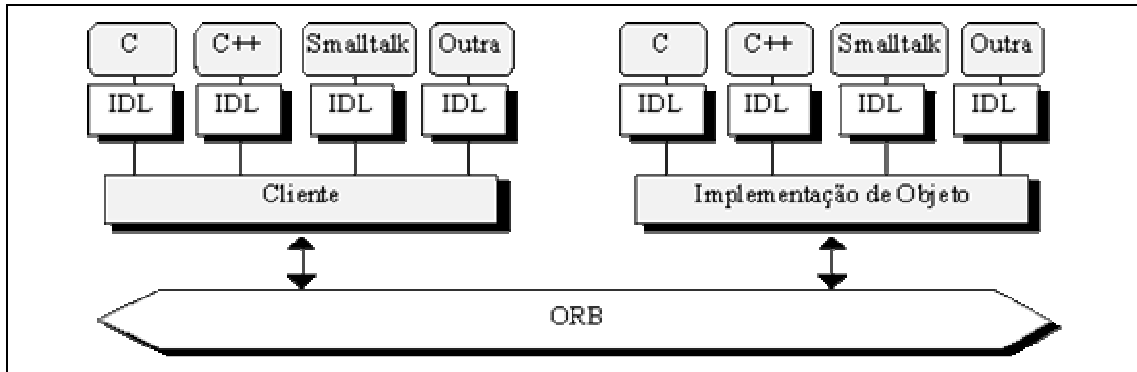 C C++ Smalltalk Outra C C++ Smalltalk Outra
IDL IDL IDL IDL IDL IDL IDL IDL
Cliente Implementação de Objeto
ORB